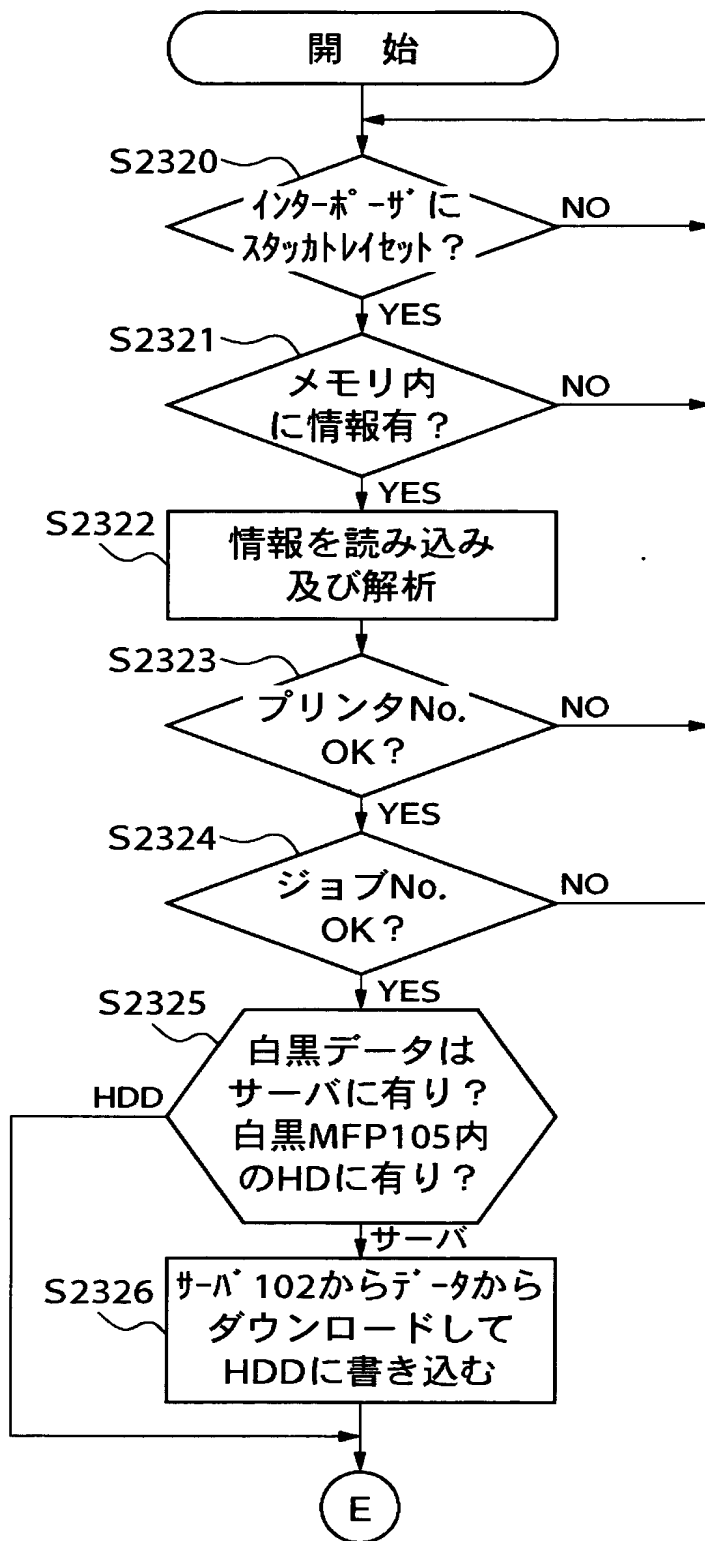 開 始
S2320
インターポーザに
スタッカトレイセット？
NO
YES
S2321
メモリ内
に情報有？
NO
YES
S2322
情報を読み込み
及び解析
S2323
プリンタNo.
OK？
NO
YES
S2324
ジョブNo.
OK？
NO
YES
S2325
白黒データは
サーバに有り？
白黒MFP105内
のHDに有り？
HDD
サーバ
S2326
サーバ102からデータから
ダウンロードして
HDDに書き込む
E